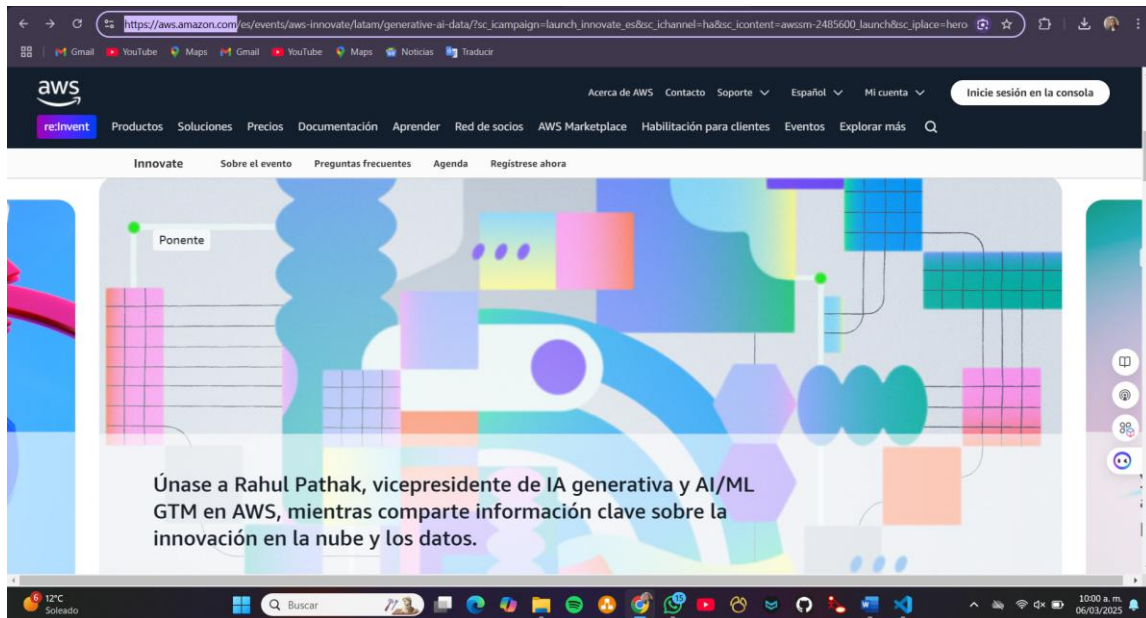 https://aws.amazon.com/es/events/aws-innovate/latam/generative-ai-data/?sc_icampaign=launch_innovate_es&sc_ichannel=ha&sc_icontent=awssm-2485600_launch&sc_iplace=hero
Gmail YouTube Maps Gmail YouTube Maps Noticias Traducir
aws
Acerca de AWS Contacto Soporte Español Mi cuenta Inicie sesión en la consola
re:Invent Productos Soluciones Precios Documentación Aprender Red de socios AWS Marketplace Habilitación para clientes Eventos Explorar más
Innovate Sobre el evento Preguntas frecuentes Agenda Regístrese ahora
Ponente
Únase a Rahul Pathak, vicepresidente de IA generativa y AI/ML
GTM en AWS, mientras comparte información clave sobre la
innovación en la nube y los datos.
6 12°C
Soleado
Buscar
15
10:00 a. m.
06/03/2025